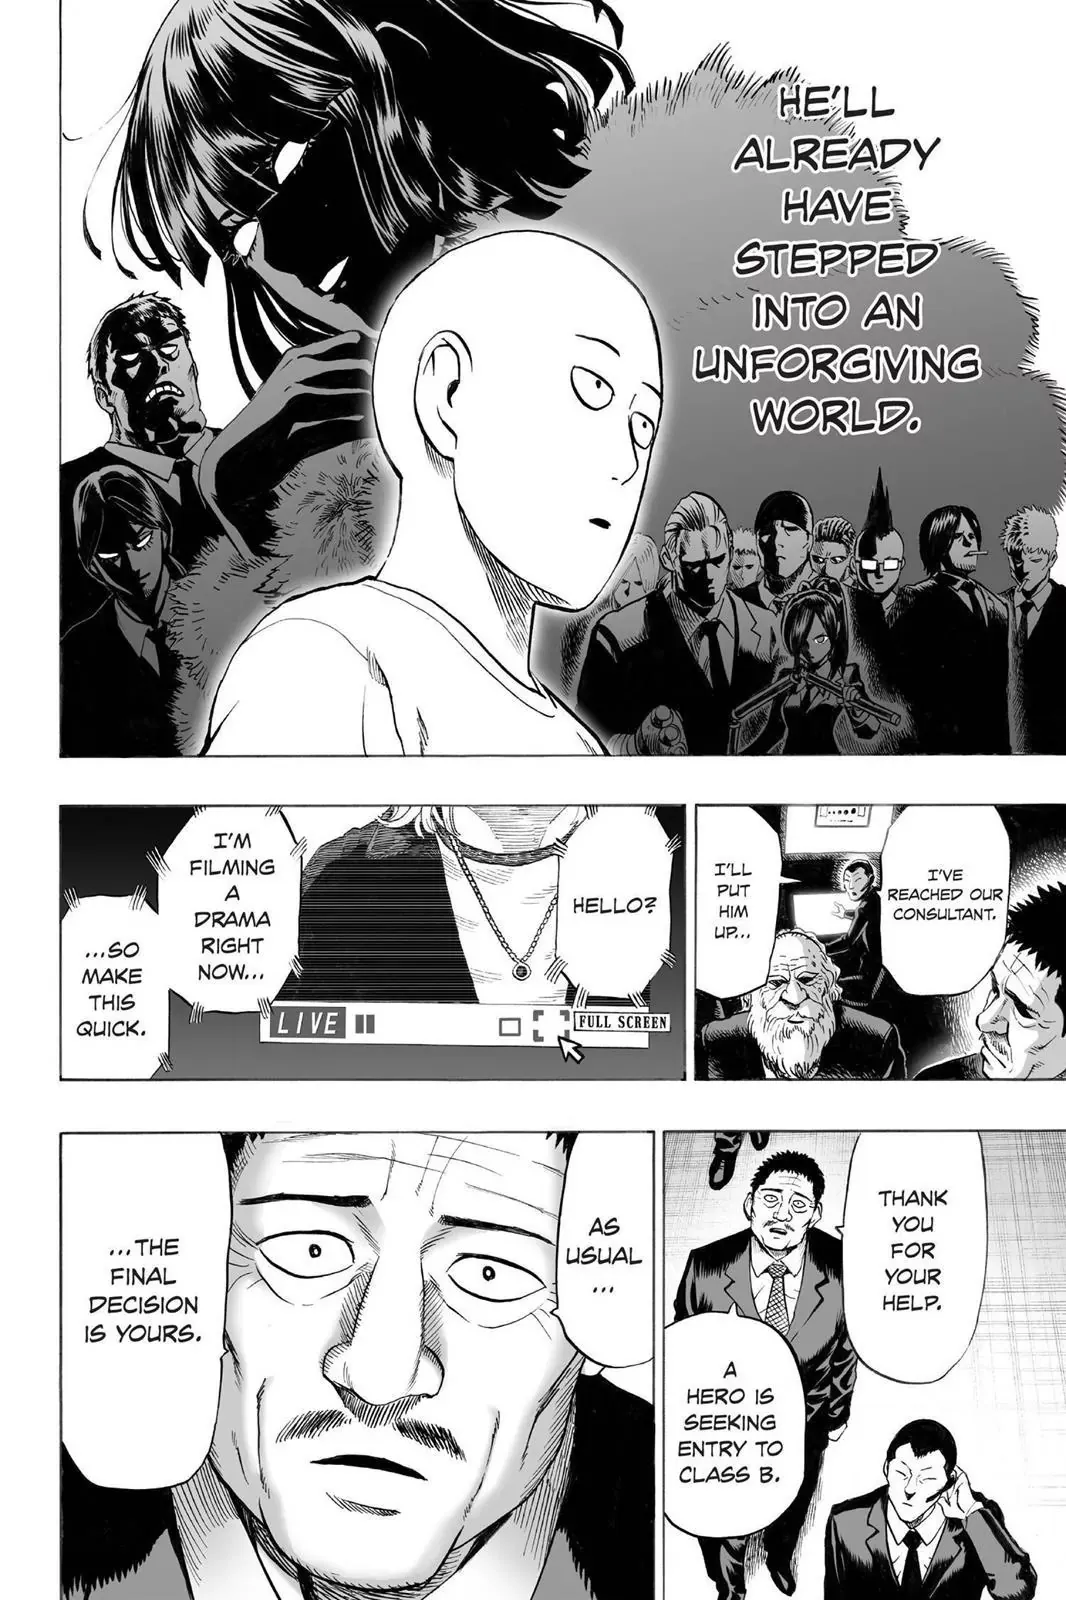 HE'LL
ALREADY
HAVE
STEPPED
INTO AN
UNFORGIVING
WORLD.
I'VE
REACHED OUR
CONSULTANT.
I'LL
PUT
HIM
UP...
HELLO?
I'M
FILMING
A
DRAMA
RIGHT
NOW...
...SO
MAKE
THIS
QUICK.
LIVE
FULL SCREEN
THANK
YOU
FOR
YOUR
HELP.
A
HERO IS
SEEKING
ENTRY TO
CLASS B.
AS
USUAL
...
...THE
FINAL
DECISION
IS YOURS.